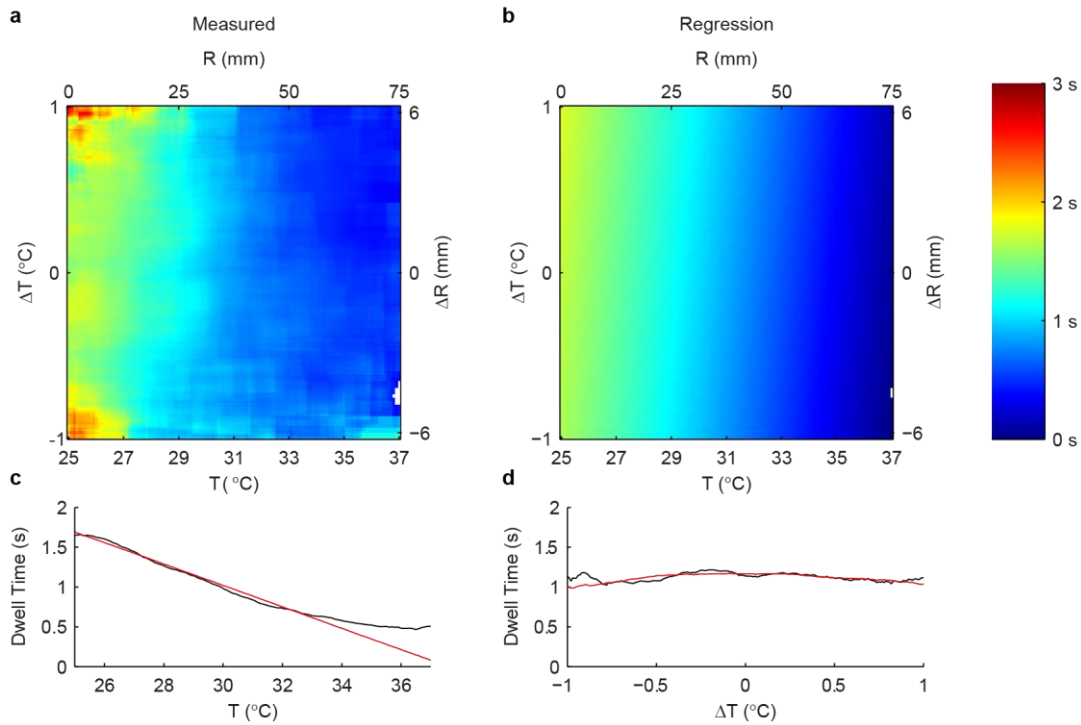 a
Measured
R (mm)
0 25 50 75
1
0
-1
ΔT (°C)
6
0
−6
ΔR (mm)
25 27 29 31 33 35 37
T( °C)
b
Regression
R (mm)
0 25 50 75
1
0
-1
ΔT (°C)
6
0
−6
ΔR (mm)
25 27 29 31 33 35 37
T (°C)
3 s
2 s
1 s
0 s
c
2
1.5
1
0.5
0
Dwell Time (s)
26 28 30 32 34 36
T (°C)
d
2
1.5
1
0.5
0
Dwell Time (s)
−1 −0.5 0 0.5 1
ΔT (°C)